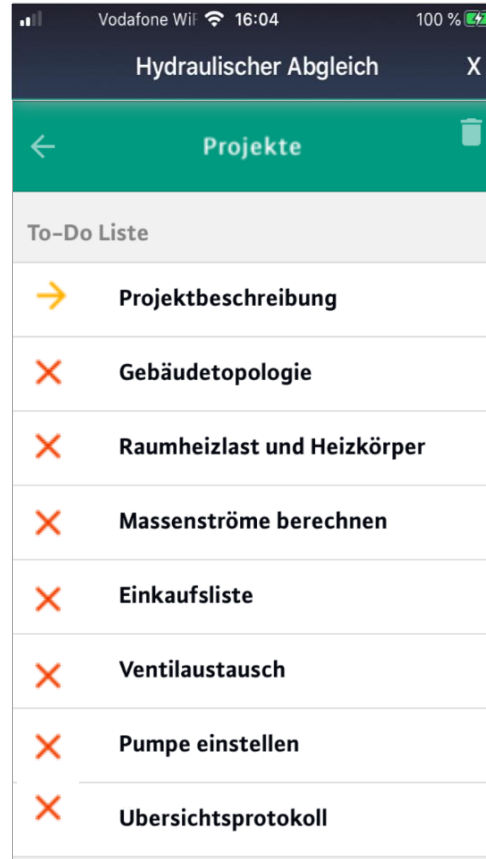 Vodafone WiF 16:04 100 %
Hydraulischer Abgleich X
Projekte
To-Do Liste
Projektbeschreibung
Gebäudetopologie
Raumheizlast und Heizkörper
Massenströme berechnen
Einkaufsliste
Ventilaustausch
Pumpe einstellen
Ubersichtsprotokoll